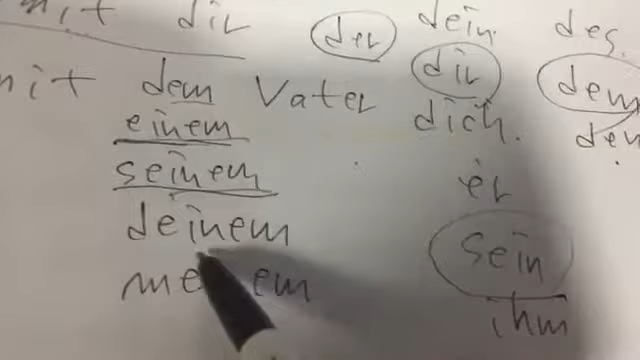 mit dir der dein des
mit dem Vater dir dem
einem dich. den
seinem er
deinem sein
ihm